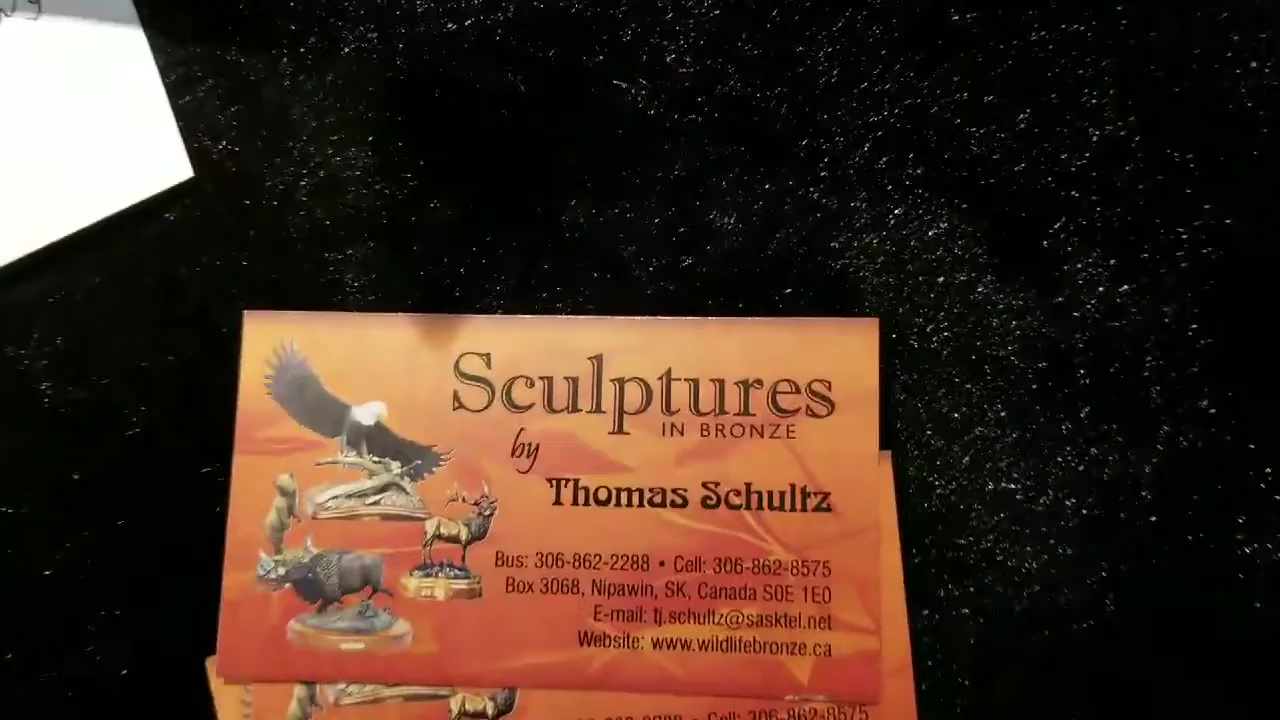 Sculptures
IN BRONZE
by
Thomas Schultz
Bus: 306-862-2288 • Cell: 306-862-8575
Box 3068, Nipawin, SK, Canada S0E 1E0
E-mail: tj.schultz@sasktel.net
Website: www.wildlifebronze.ca
Cell: 306-862-8575